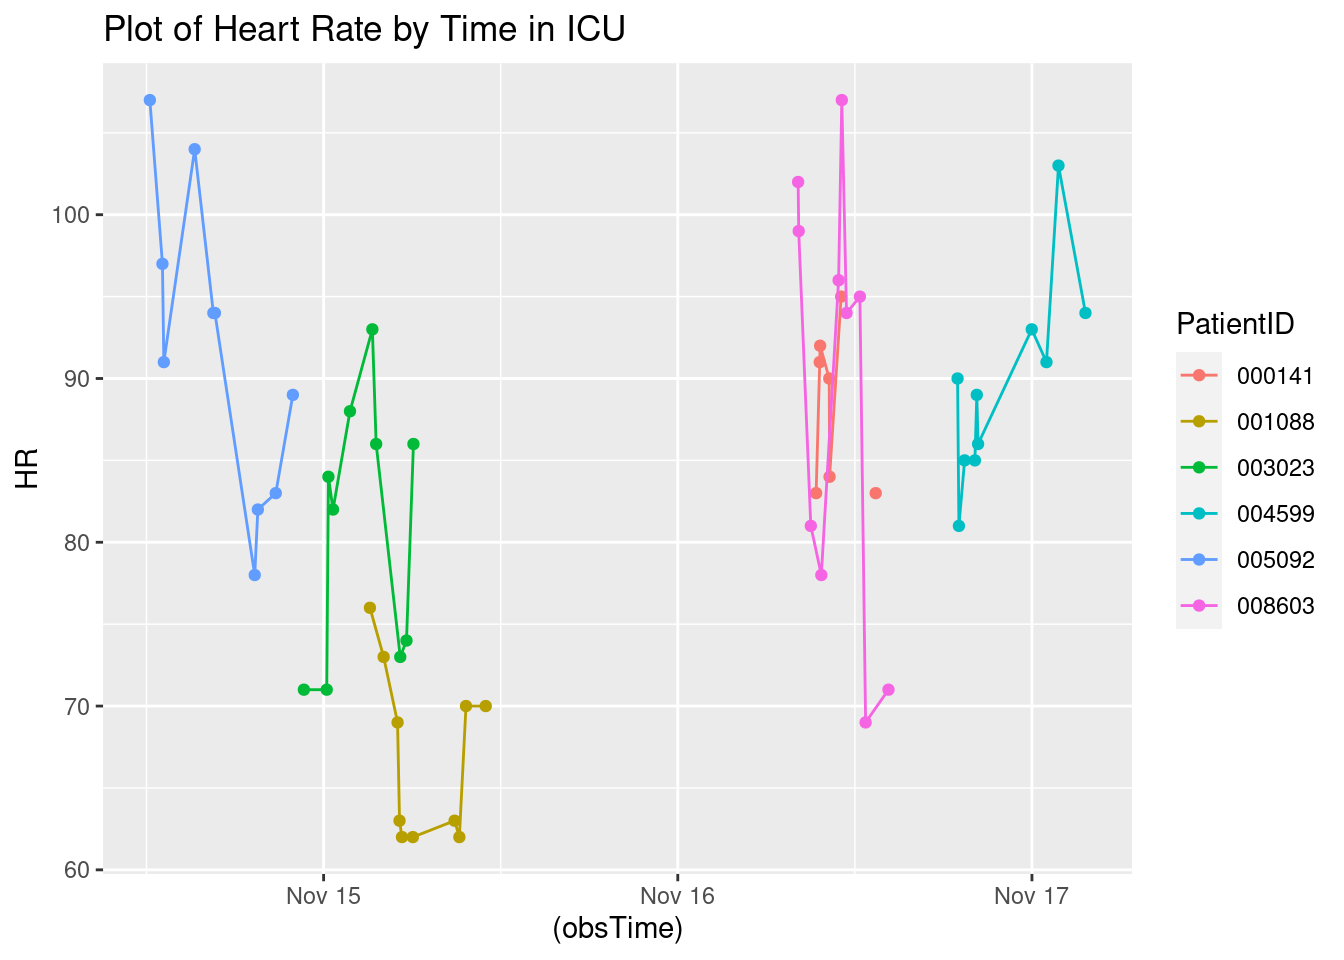 Plot of Heart Rate by Time in ICU
HR
100
90
80
70
60
Nov 15
Nov 16
Nov 17
(obsTime)
PatientID
000141
001088
003023
004599
005092
008603